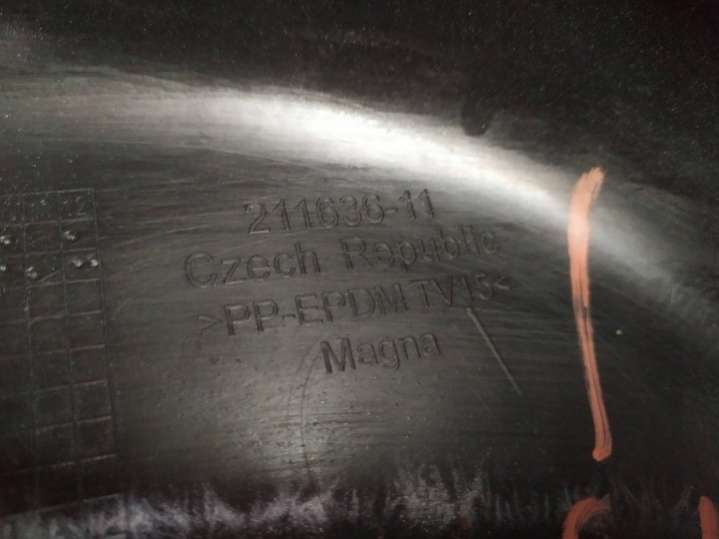 211636-11
Czech Republic
>PP-EPDM TV15<
Magna